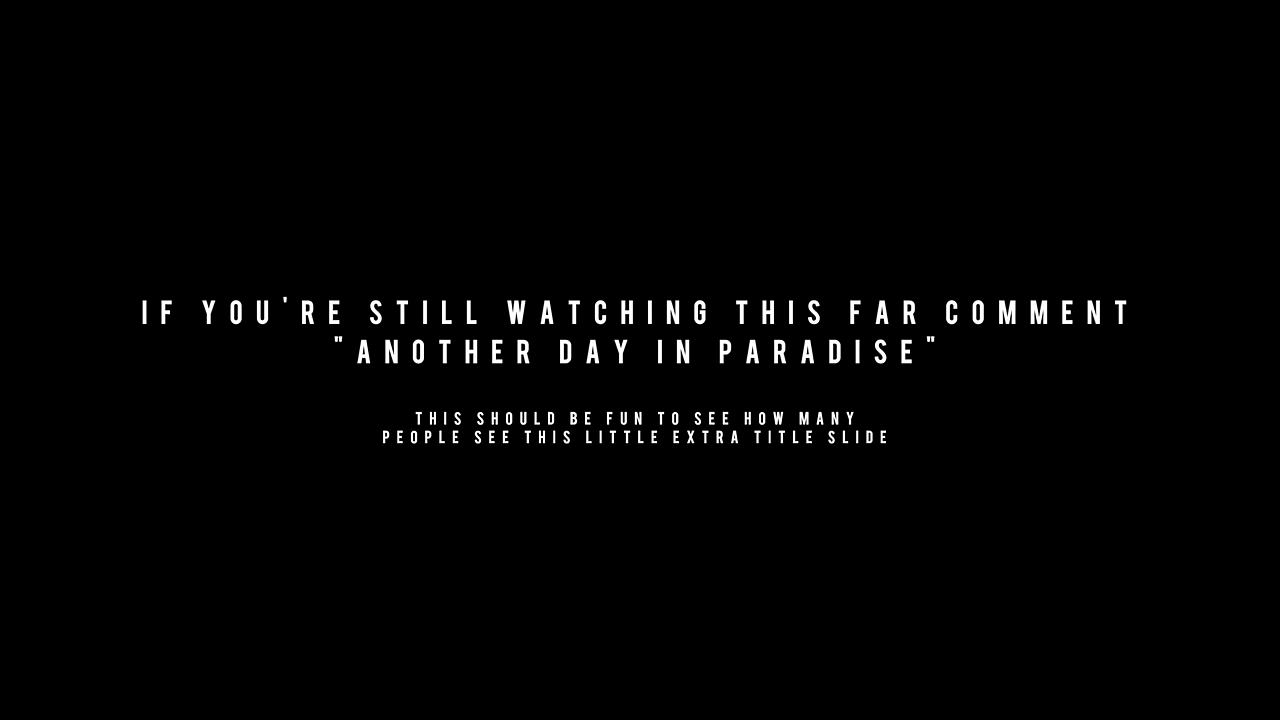 IF YOU'RE STILL WATCHING THIS FAR COMMENT
"ANOTHER DAY IN PARADISE"
THIS SHOULD BE FUN TO SEE HOW MANY
PEOPLE SEE THIS LITTLE EXTRA TITLE SLIDE